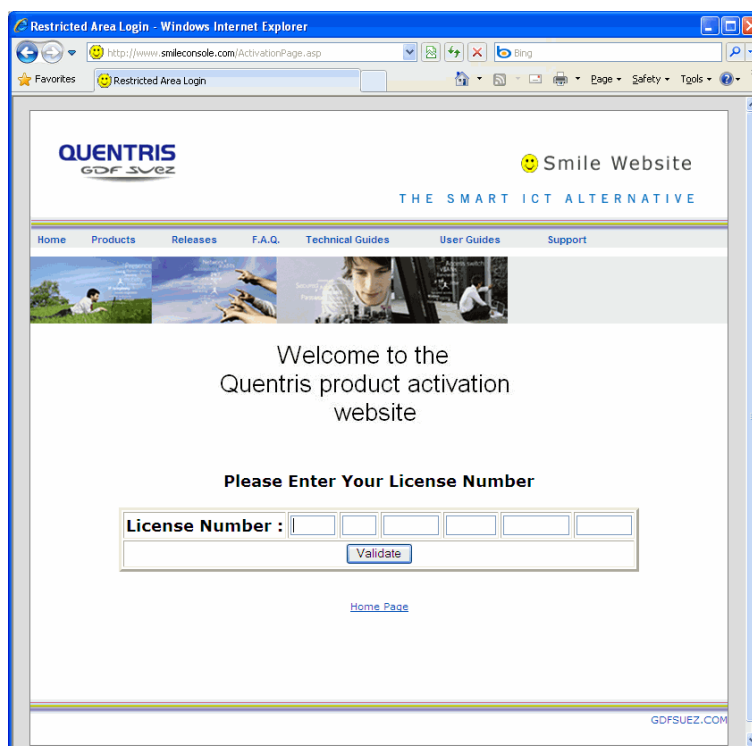 Restricted Area Login - Windows Internet Explorer
http://www.smileconsole.com/ActivationPage.asp
Bing
Favorites
Restricted Area Login
Page
Safety
Tools
QUENTRIS
GDF SUEZ
Smile Website
THE SMART ICT ALTERNATIVE
Home Products Releases F.A.Q. Technical Guides User Guides Support
Welcome to the
Quentris product activation
website
Please Enter Your License Number
License Number :
Validate
Home Page
GDFSUEZ.COM